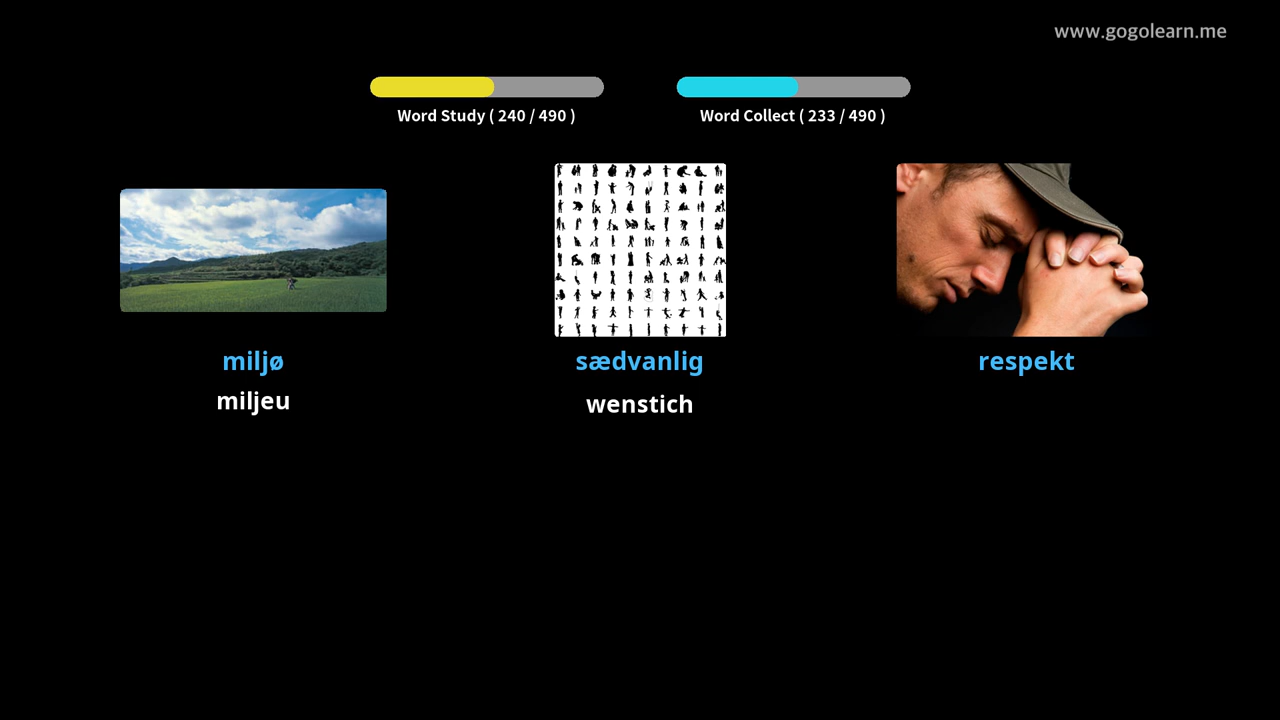 www.gogolearn.me
Word Study ( 240 / 490 )
Word Collect ( 233 / 490 )
miljø
sædvanlig
respekt
miljeu
wenstich